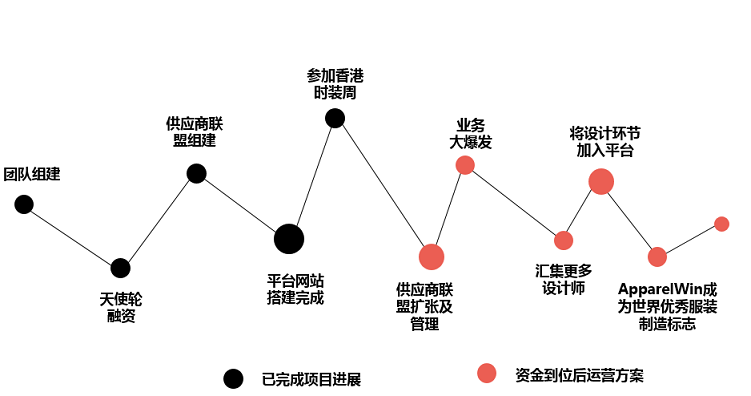 团队组建
天使轮
融资
供应商联
盟组建
平台网站
搭建完成
参加香港
时装周
供应商联
盟扩张及
管理
业务
大爆发
汇集更多
设计师
将设计环节
加入平台
ApparelWin成
为世界优秀服装
制造标志
已完成项目进展
资金到位后运营方案